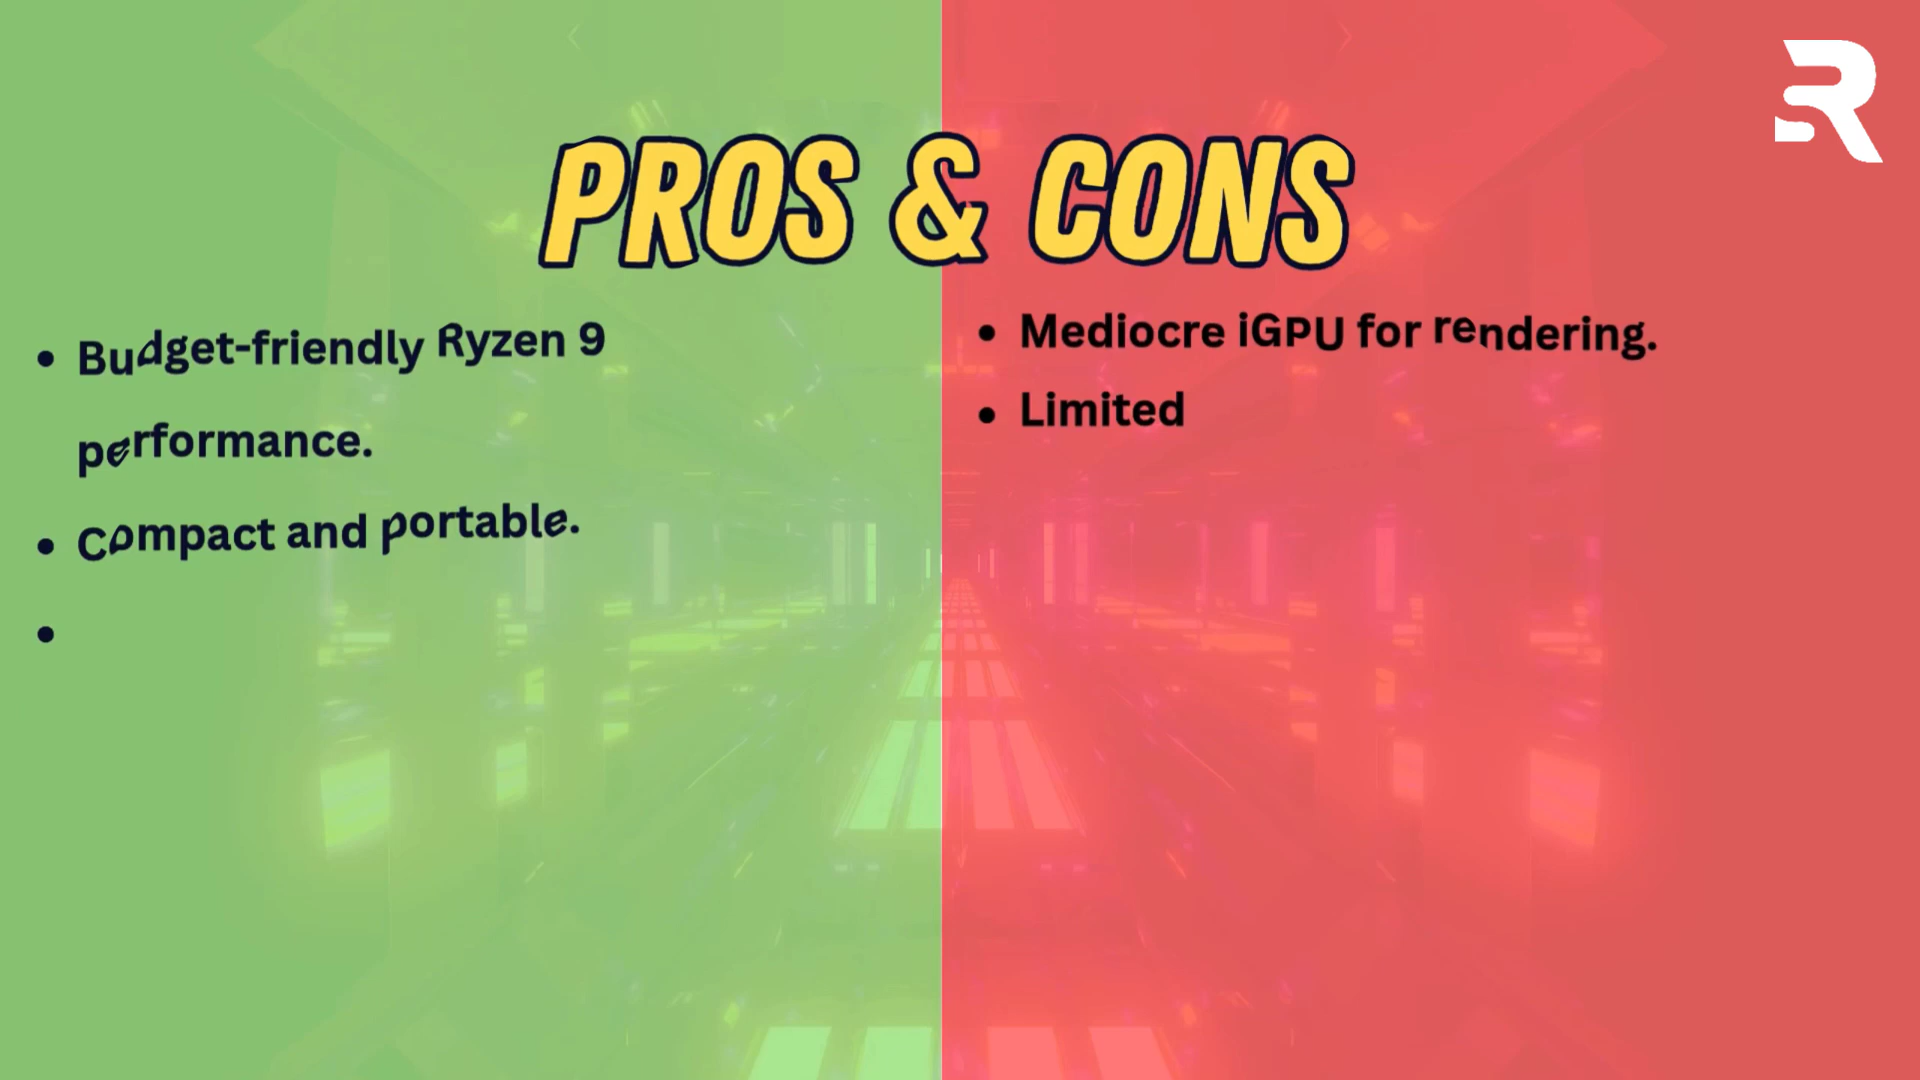 PROS & CONS
• Budget-friendly Ryzen 9
performance.
• Compact and portable.
•
• Mediocre iGPU for rendering.
• Limited